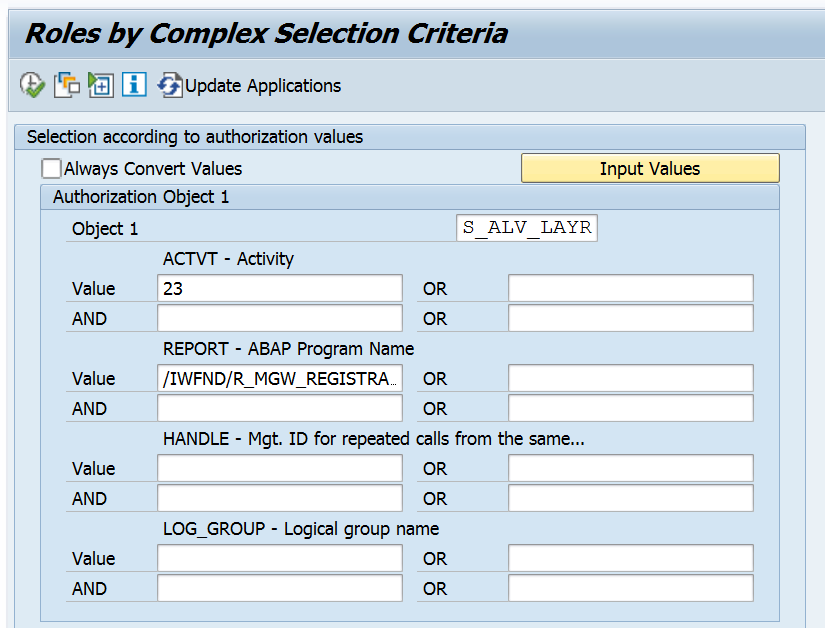 Roles by Complex Selection Criteria
Update Applications
Selection according to authorization values
Always Convert Values Input Values
Authorization Object 1
Object 1 S_ALV_LAYR
ACTVT - Activity
Value 23 OR
AND OR
REPORT - ABAP Program Name
Value /IWFND/R_MGW_REGISTRA... OR
AND OR
HANDLE - Mgt. ID for repeated calls from the same...
Value OR
AND OR
LOG_GROUP - Logical group name
Value OR
AND OR